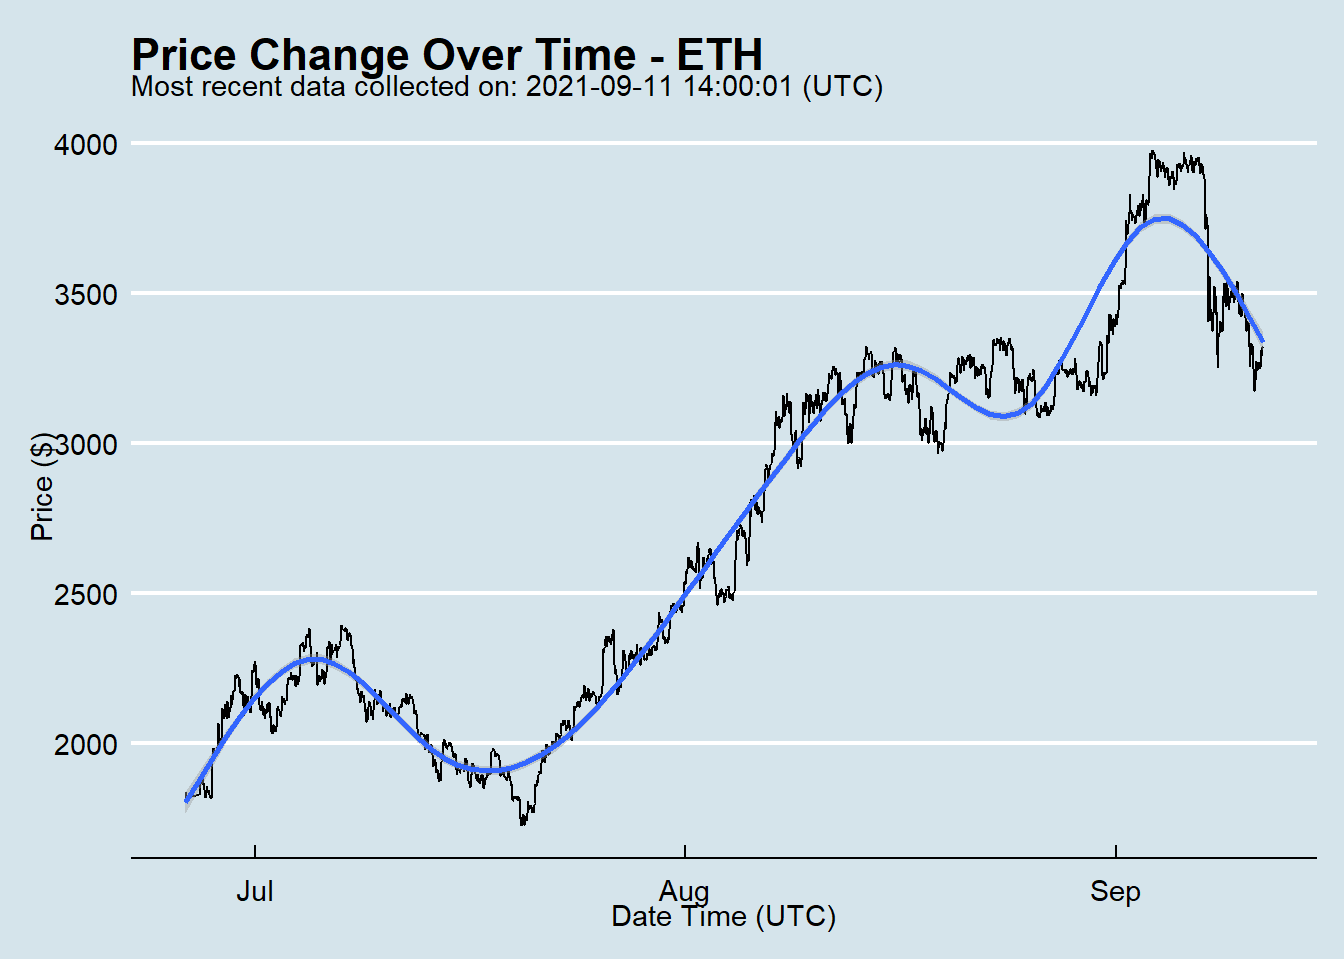 Price Change Over Time - ETH
Most recent data collected on: 2021-09-11 14:00:01 (UTC)
4000
3500
3000
2500
2000
Price ($)
Jul
Aug
Sep
Date Time (UTC)